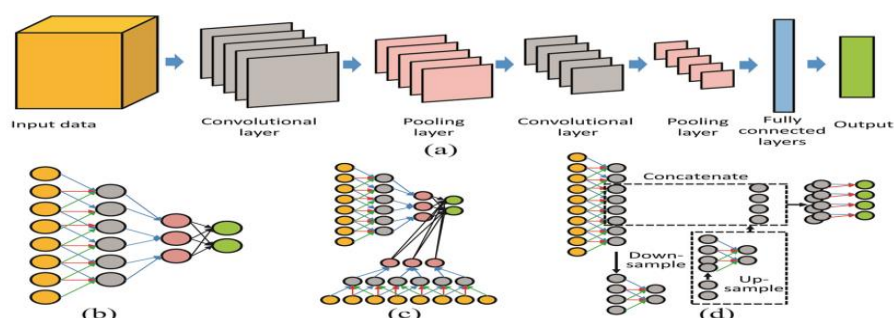 Input data
Convolutional
layer
Pooling
layer
Convolutional
layer
Pooling
layer
Fully
connected
layers
Output
(a)
(b)
(c)
Concatenate
Down-
sample
Up-
sample
(d)